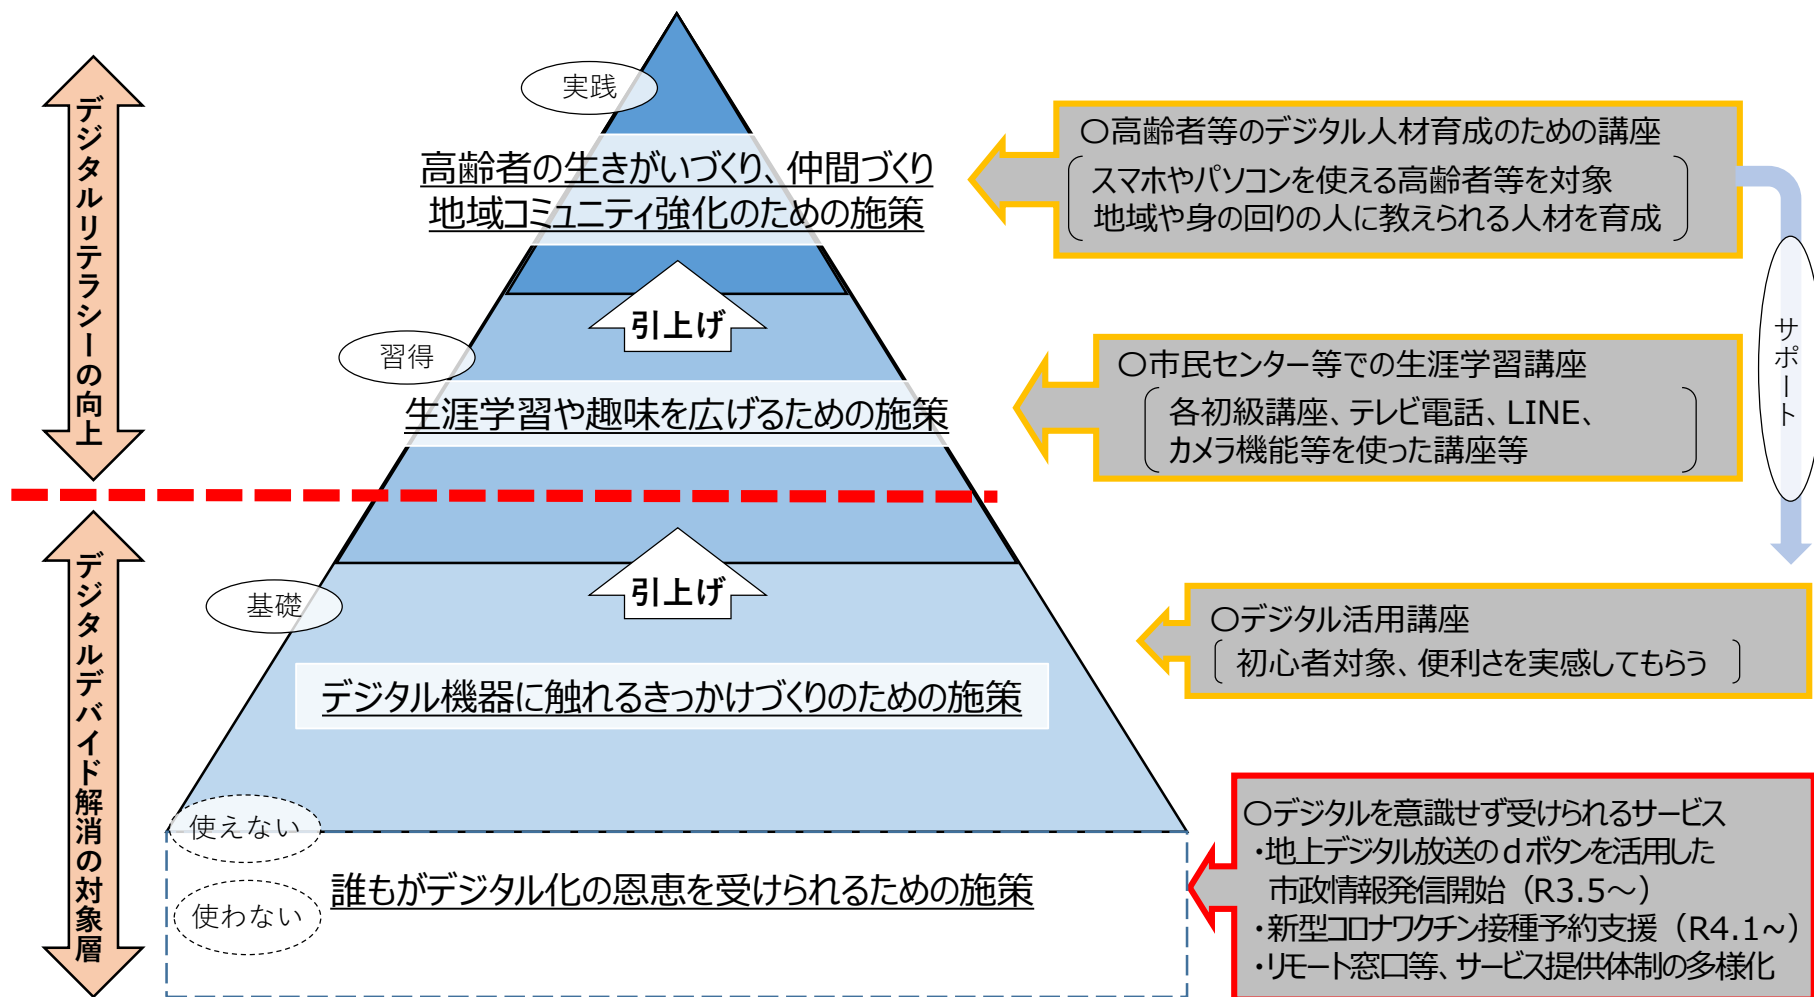 デジタルリテラシーの向上
デジタルデバイド解消の対象層
実践
高齢者の生きがいづくり、仲間づくり
地域コミュニティ強化のための施策
引上げ
習得
生涯学習や趣味を広げるための施策
引上げ
基礎
デジタル機器に触れるきっかけづくりのための施策
使えない
使わない
誰もがデジタル化の恩恵を受けられるための施策
〇高齢者等のデジタル人材育成のための講座
スマホやパソコンを使える高齢者等を対象
地域や身の回りの人に教えられる人材を育成
サポート
〇市民センター等での生涯学習講座
各初級講座、テレビ電話、LINE、
カメラ機能等を使った講座等
〇デジタル活用講座
初心者対象、便利さを実感してもらう
〇デジタルを意識せず受けられるサービス
・地上デジタル放送のｄボタンを活用した
市政情報発信開始（R3.5～）
・新型コロナワクチン接種予約支援（R4.1~）
・リモート窓口等、サービス提供体制の多様化